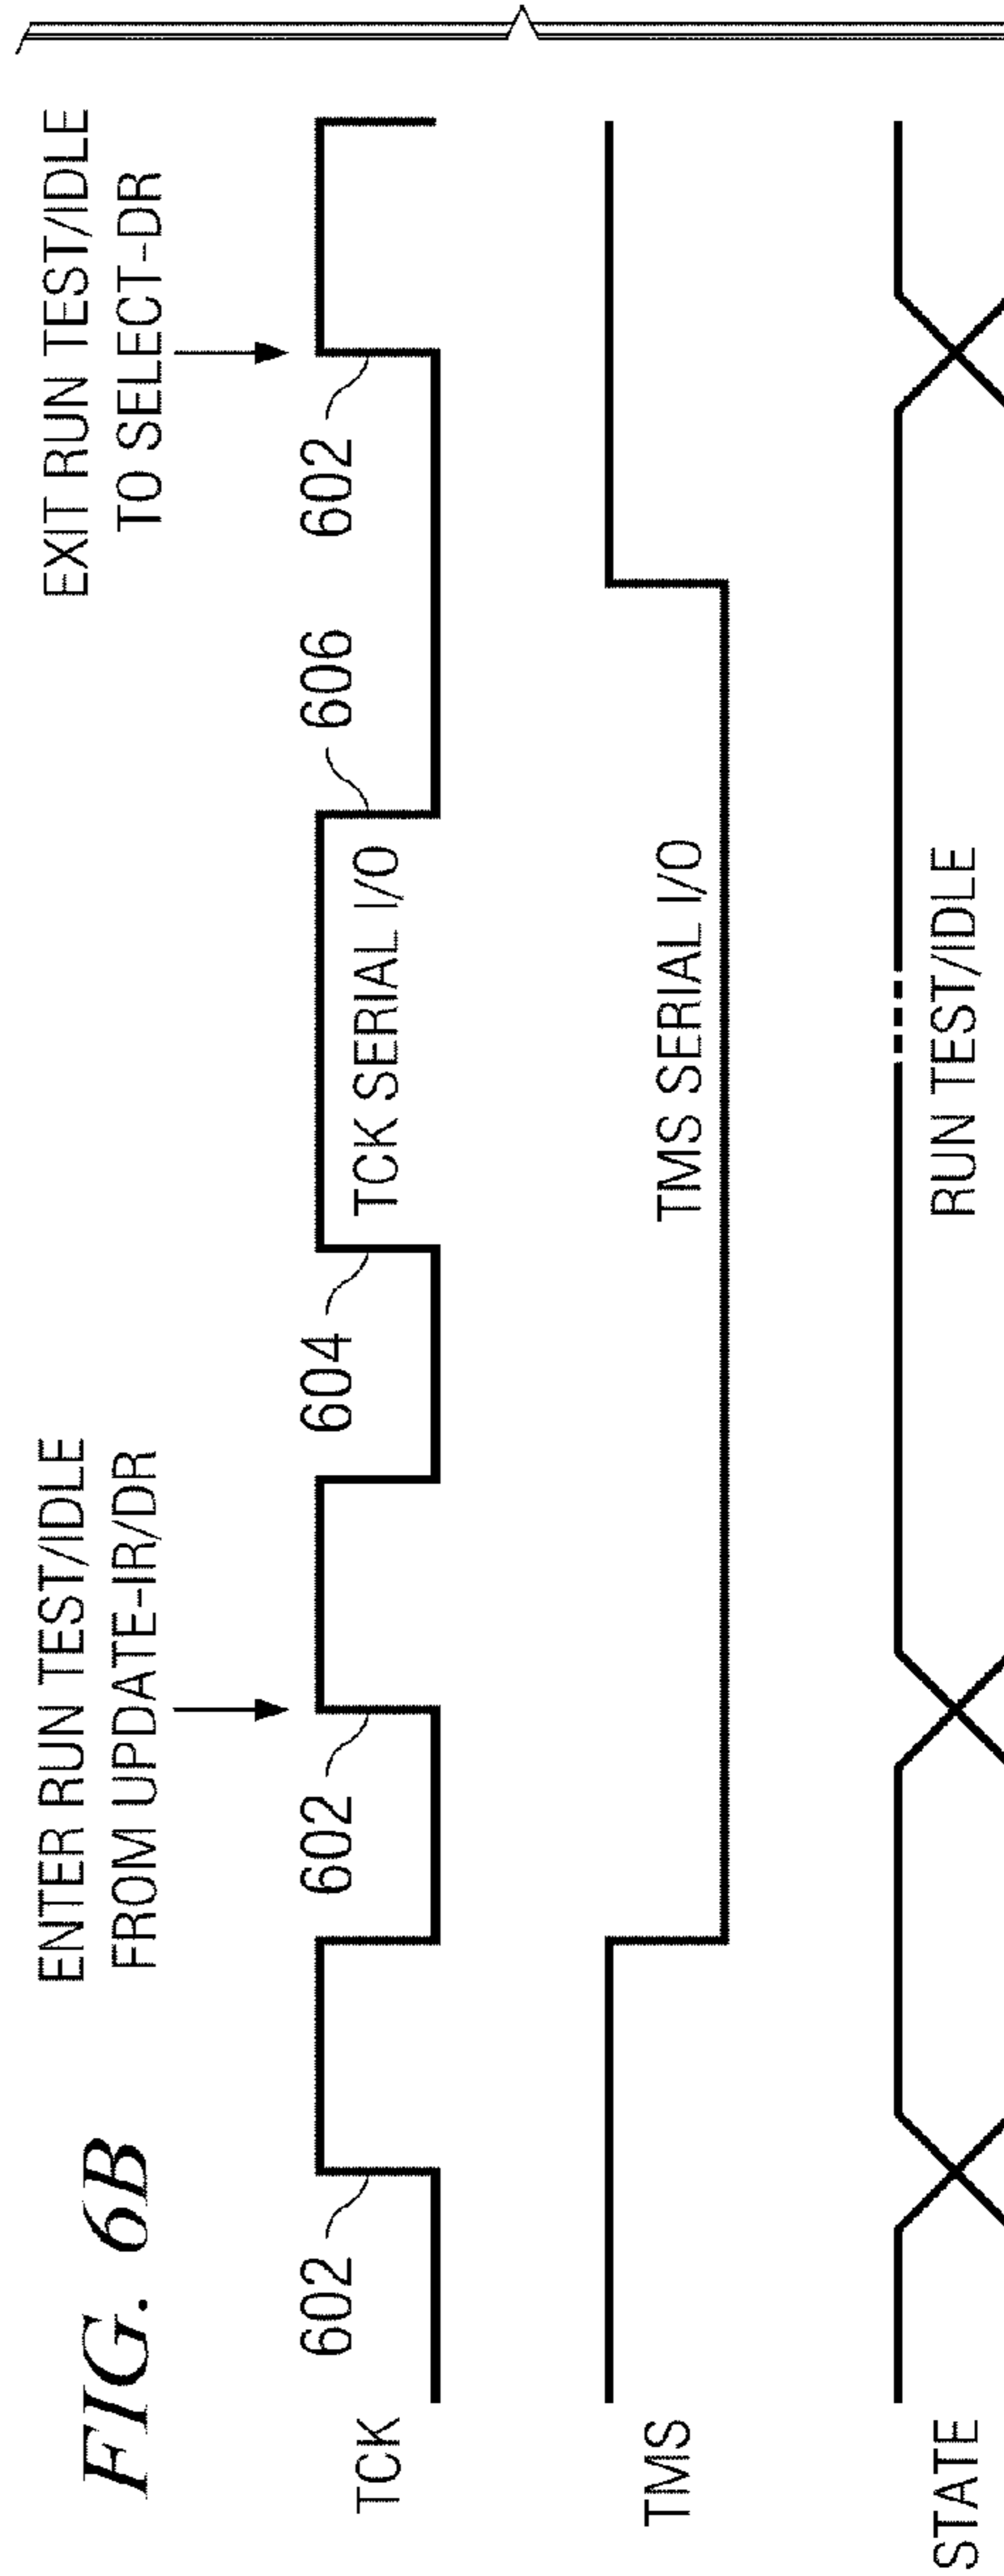 FIG. 6B
ENTER RUN TEST/IDLE
FROM UPDATE-IR/DR
EXIT RUN TEST/IDLE
TO SELECT-DR
602
602
604
606
602
TCK
TCK SERIAL I/O
TMS
TMS SERIAL I/O
STATE
RUN TEST/IDLE